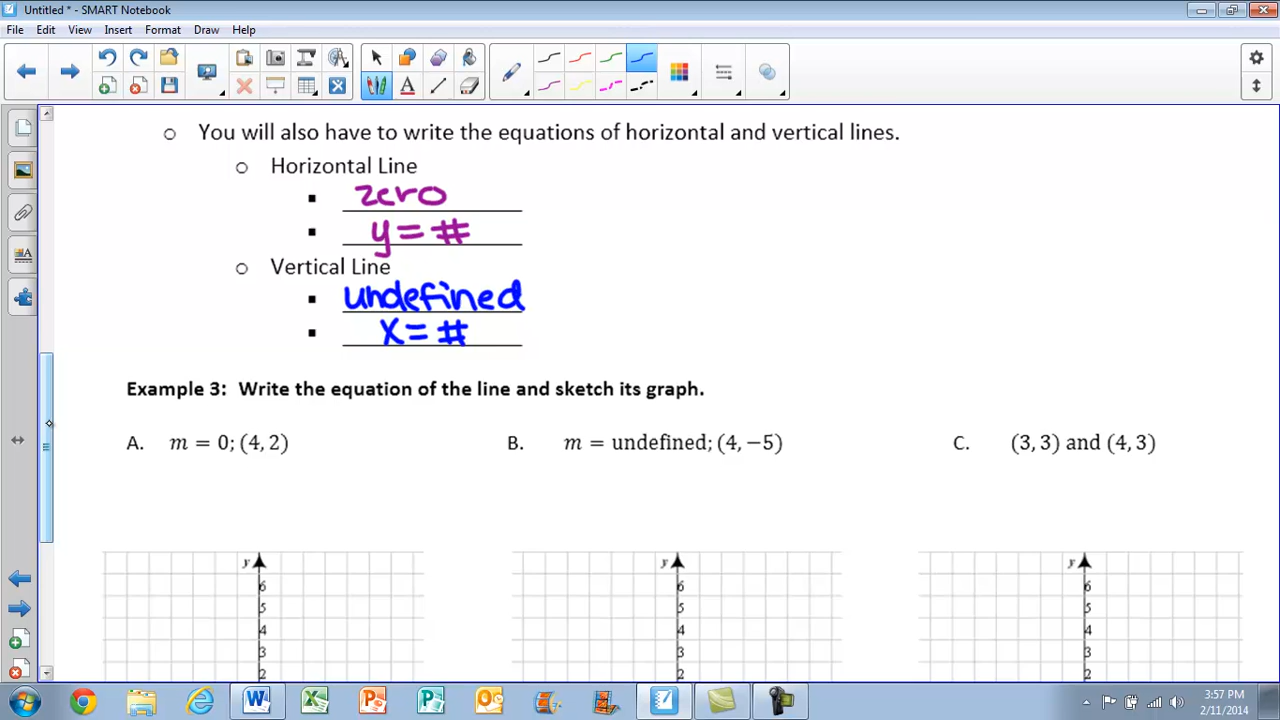 Untitled * - SMART Notebook
File Edit View Insert Format Draw Help
You will also have to write the equations of horizontal and vertical lines.
Horizontal Line
zero
y = #
Vertical Line
undefined
x = #
Example 3: Write the equation of the line and sketch its graph.
A. m = 0; (4, 2) B. m = undefined; (4, −5) C. (3, 3) and (4, 3)
y y y
6 6 6
5 5 5
4 4 4
3 3 3
2 2 2
3:57 PM
2/11/2014